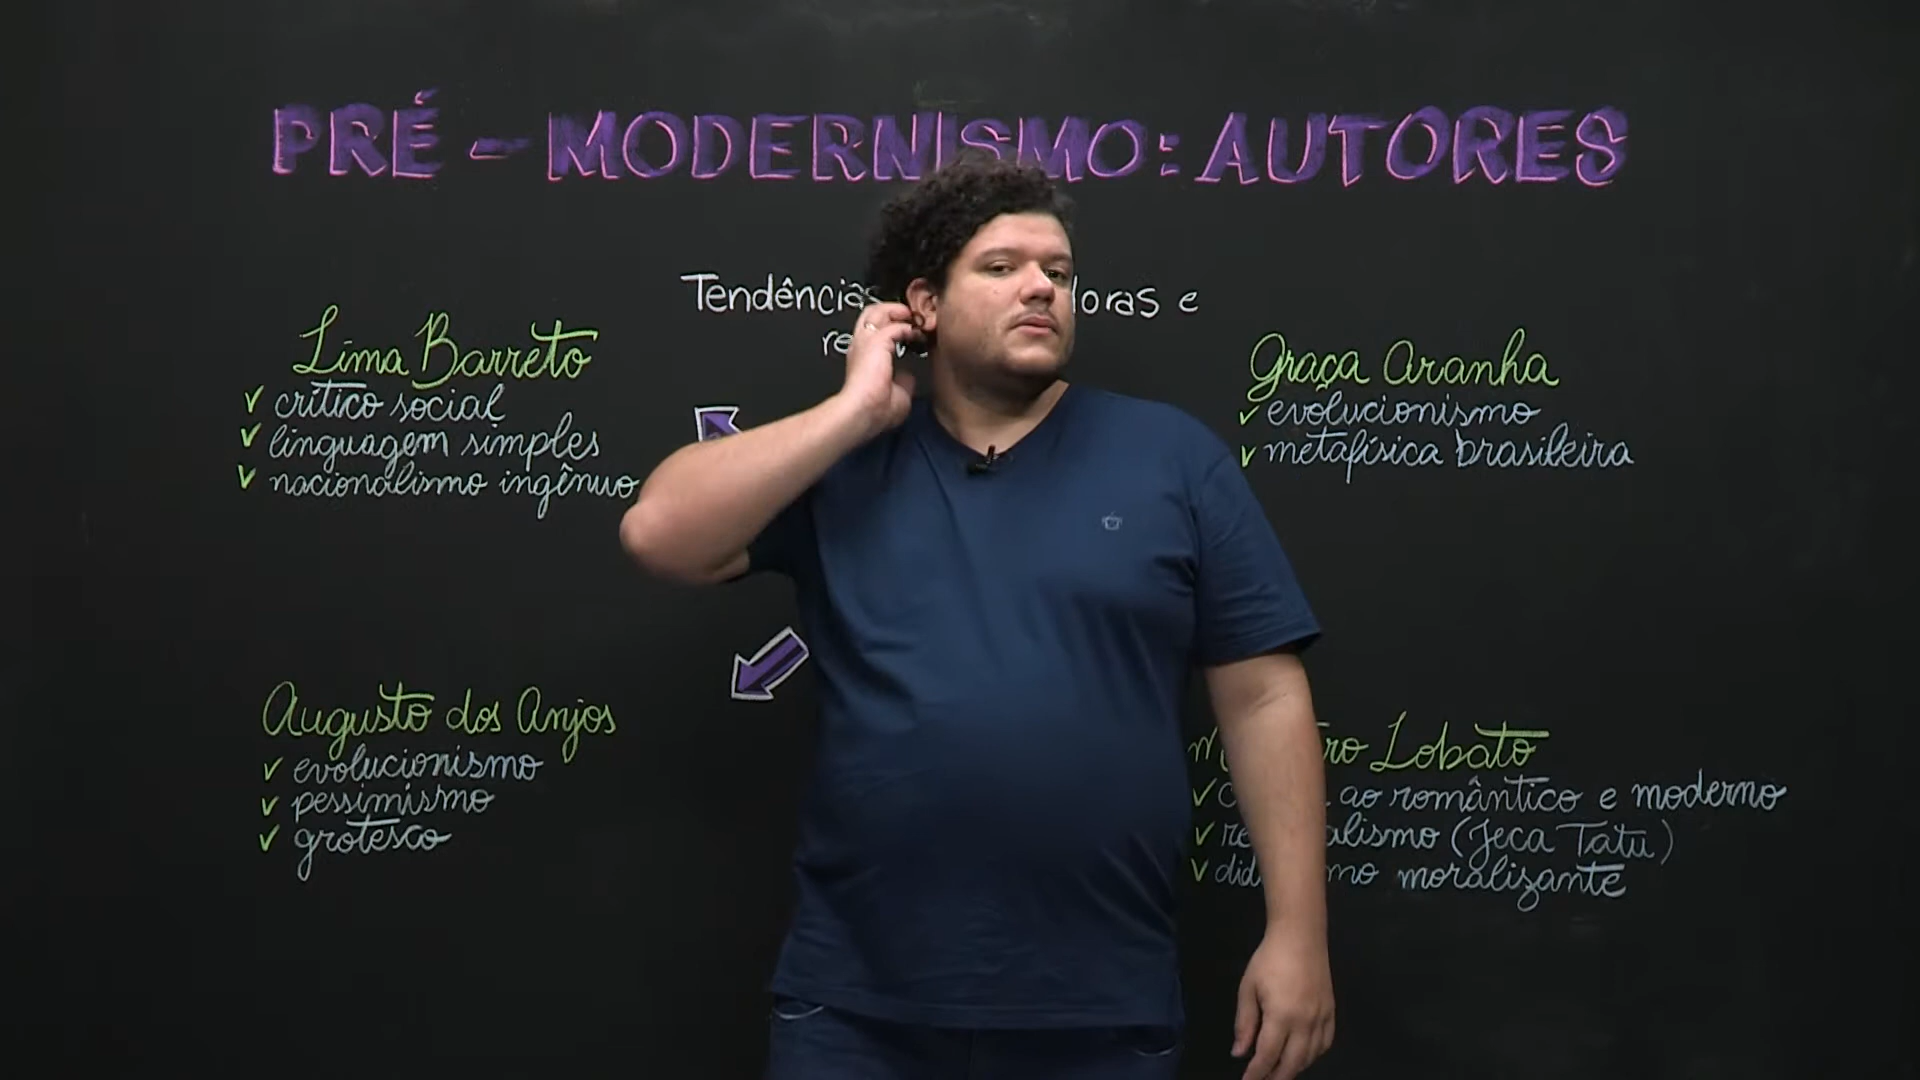 PRÉ - MODERNISMO: AUTORES
Tendências e
Lima Barreto
✓ crítico social
✓ linguagem simples
✓ nacionalismo ingênuo
Graça Aranha
✓ evolucionismo
✓ metafísica brasileira
Augusto dos Anjos
✓ evolucionismo
✓ pessimismo
✓ grotesco
Lobato
✓ ao romântico e moderno
✓ (Jeca Tatu)
✓ moralizante